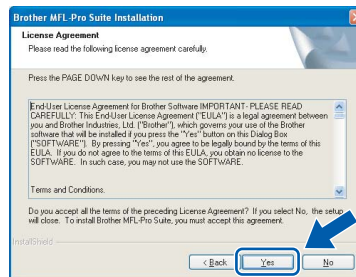 Brother MFL-Pro Suite Installation
License Agreement
Please read the following license agreement carefully.
Press the PAGE DOWN key to see the rest of the agreement.
End-User License Agreement for Brother Software IMPORTANT- PLEASE READ
CAREFULLY: This End-User License Agreement ("EULA") is a legal agreement between
you and Brother Industries, Ltd. ("Brother"), which governs your use of the Brother
software that will be installed if you press the "Yes" button on this Dialog Box
("SOFTWARE"). By pressing "Yes", you agree to be legally bound by the terms of this
EULA. If you do not agree to the terms of this EULA, you obtain no license to the
SOFTWARE. In such case, you may not use the SOFTWARE.
Terms and Conditions.
Do you accept all the terms of the preceding License Agreement? If you select No, the setup
will close. To install Brother MFL-Pro Suite, you must accept this agreement.
InstallShield
< Back
Yes
No